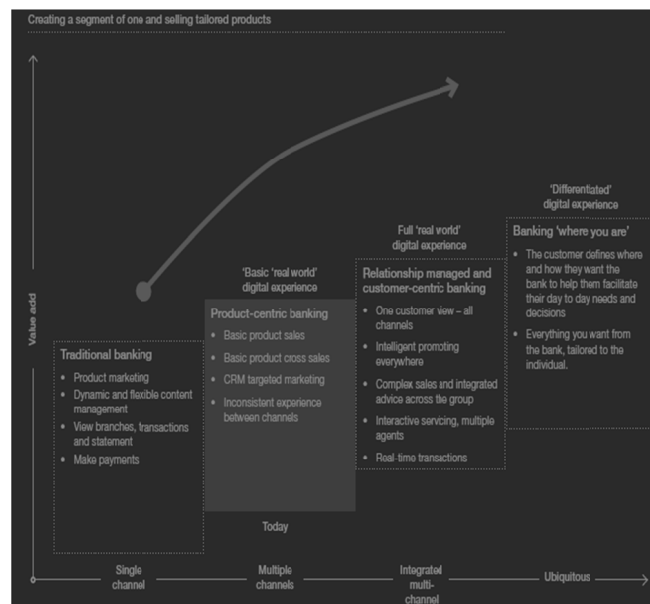 Creating a segment of one and selling tailored products
Value add
'Differentiated'
digital experience
Banking 'where you are'
• The customer defines where
and how they want the
bank to help them facilitate
their day to day needs and
decisions
• Everything you want from
the bank, tailored to the
individual.
Full 'real world'
digital experience
Relationship managed and
customer-centric banking
• One customer view – all
channels
• Intelligent promoting
everywhere
• Complex sales and integrated
advice across the group
• Interactive servicing, multiple
agents
• Real-time transactions
'Basic 'real world'
digital experience
Product-centric banking
• Basic product sales
• Basic product cross sales
• CRM targeted marketing
• Inconsistent experience
between channels
Today
Traditional banking
• Product marketing
• Dynamic and flexible content
management
• View branches, transactions
and statement
• Make payments
Single
channel
Multiple
channels
Integrated
multi-
channel
Ubiquitous